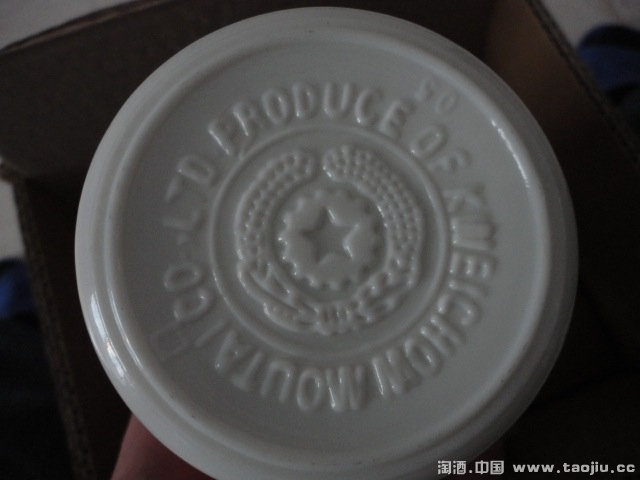 PRODUCE OF KWEICHOW MOUTAI CO·LTD
淘酒.中国 www.taojiu.cc